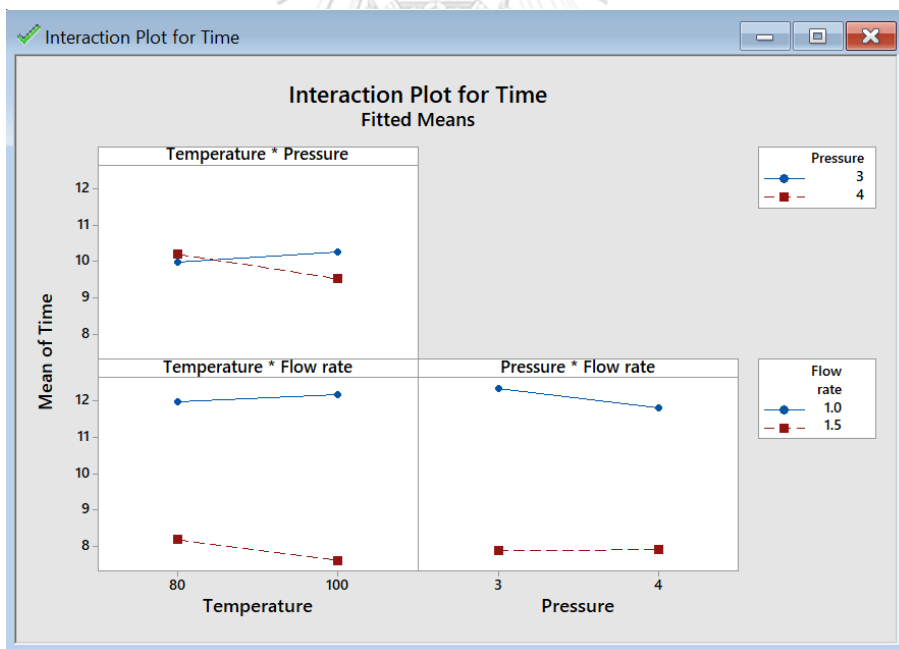 Interaction Plot for Time
Interaction Plot for Time
Fitted Means
Temperature * Pressure
12
11
10
9
8
Pressure
3
4
Mean of Time
Temperature * Flow rate
Pressure * Flow rate
12
11
10
9
8
Flow
rate
1.0
1.5
80
100
3
4
Temperature
Pressure